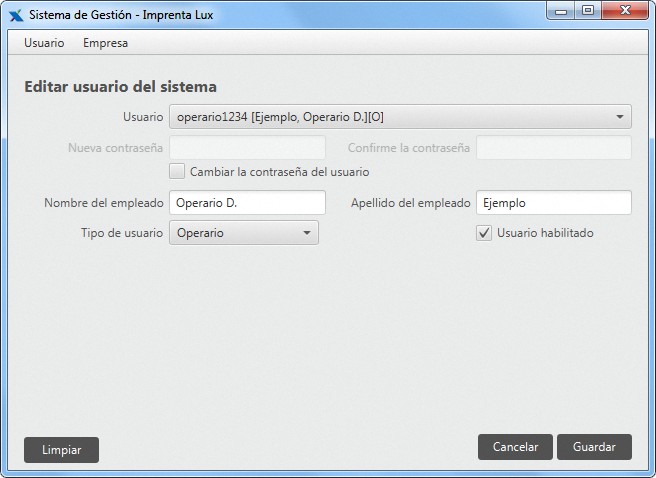 Sistema de Gestión - Imprenta Lux
Usuario Empresa
Editar usuario del sistema
Usuario operario1234 [Ejemplo, Operario D.][O]
Nueva contraseña Confirme la contraseña
Cambiar la contraseña del usuario
Nombre del empleado Operario D. Apellido del empleado Ejemplo
Tipo de usuario Operario Usuario habilitado
Limpiar Cancelar Guardar